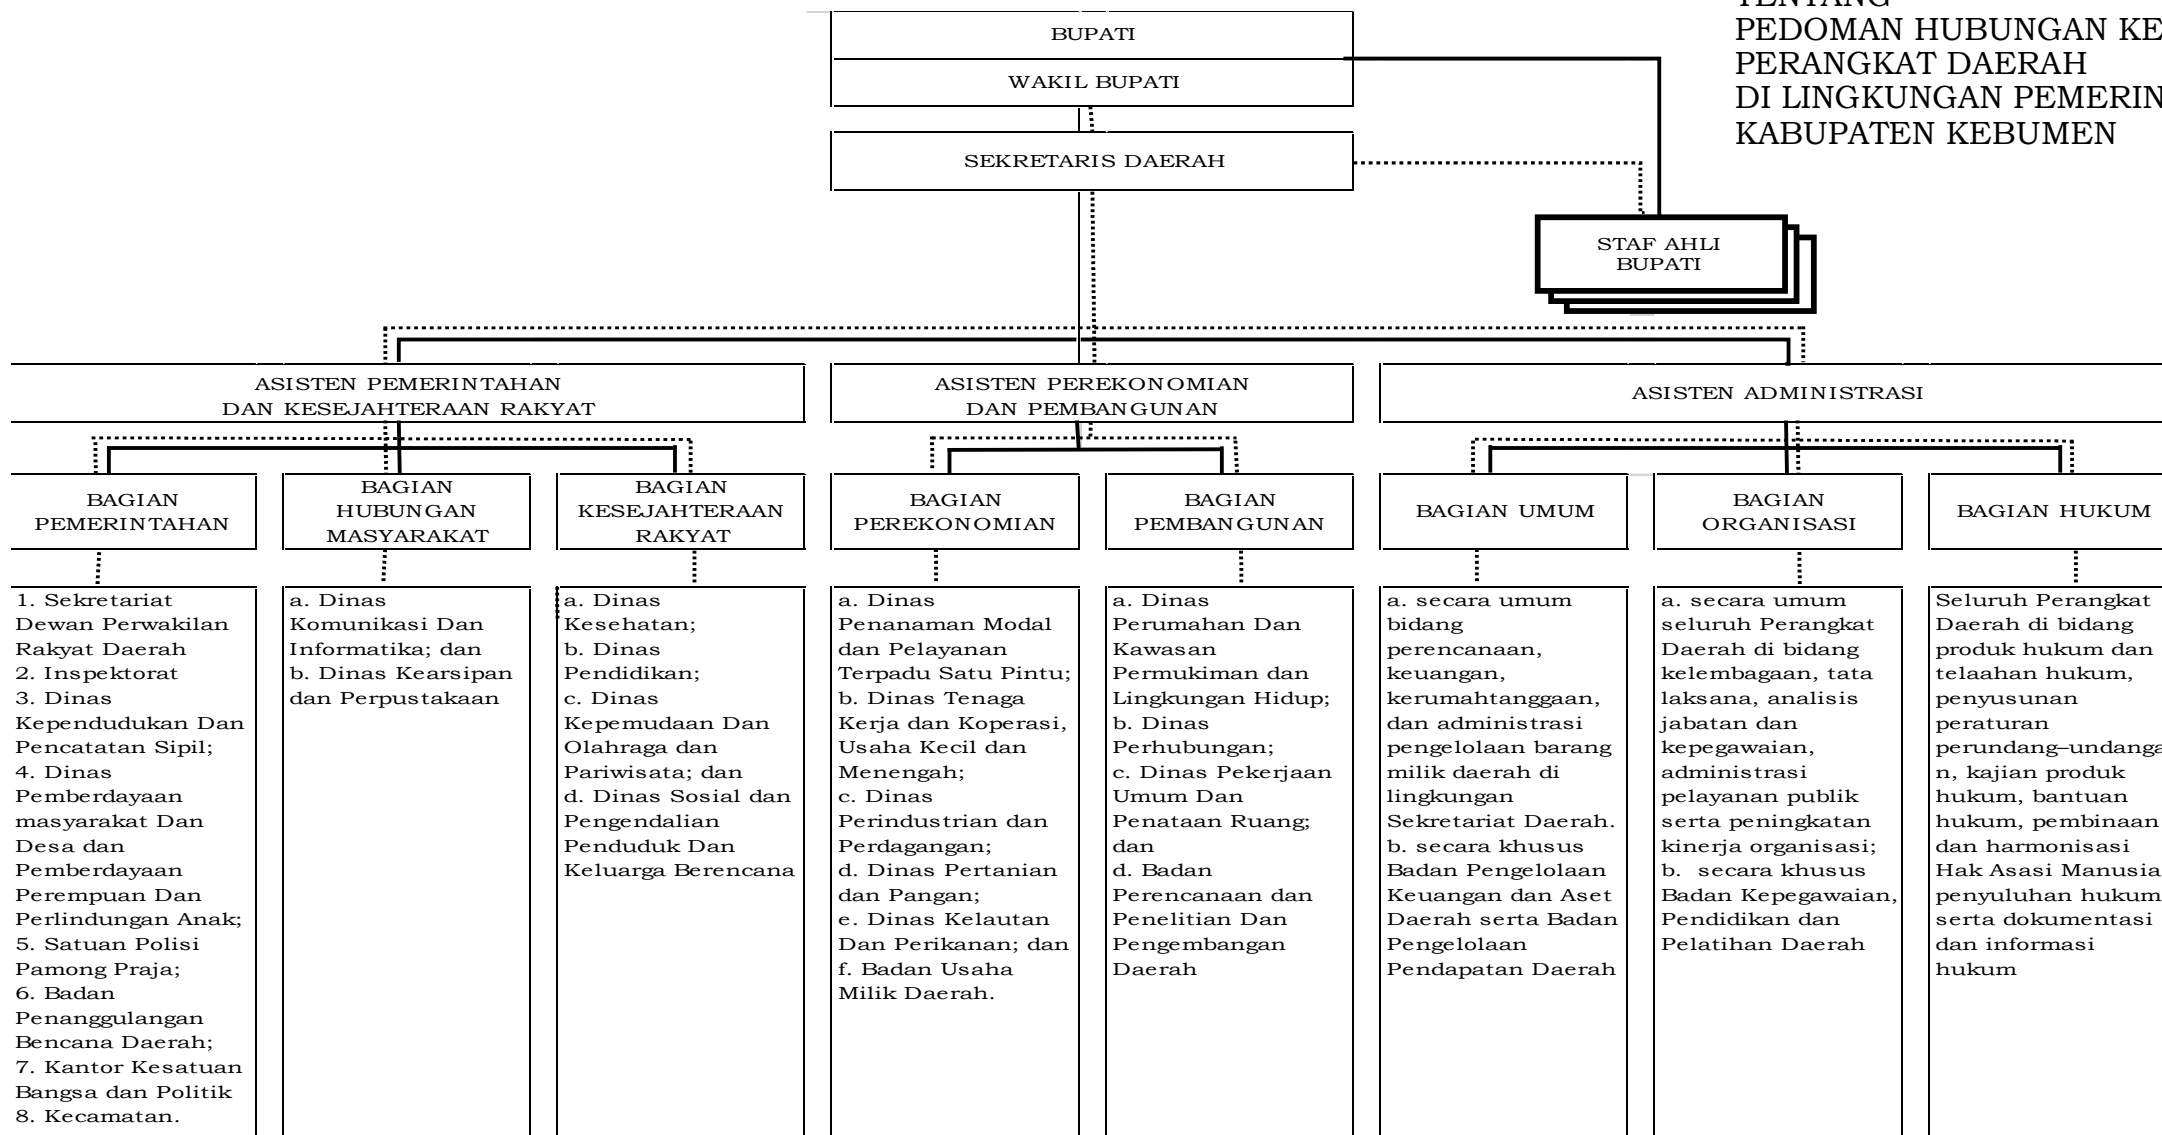 TENTANG
PEDOMAN HUBUNGAN KE
PERANGKAT DAERAH
DI LINGKUNGAN PEMERIN
KABUPATEN KEBUMEN
BUPATI
WAKIL BUPATI
SEKRETARIS DAERAH
STAF AHLI
BUPATI
ASISTEN PEMERINTAHAN
DAN KESEJAHTERAAN RAKYAT
ASISTEN PEREKONOMIAN
DAN PEMBANGUNAN
ASISTEN ADMINISTRASI
BAGIAN
PEMERINTAHAN
BAGIAN
HUBUNGAN
MASYARAKAT
BAGIAN
KESEJAHTERAAN
RAKYAT
BAGIAN
PEREKONOMIAN
BAGIAN
PEMBANGUNAN
BAGIAN UMUM
BAGIAN
ORGANISASI
BAGIAN HUKUM
1. Sekretariat
Dewan Perwakilan
Rakyat Daerah
2. Inspektorat
3. Dinas
Kependudukan Dan
Pencatatan Sipil;
4. Dinas
Pemberdayaan
masyarakat Dan
Desa dan
Pemberdayaan
Perempuan Dan
Perlindungan Anak;
5. Satuan Polisi
Pamong Praja;
6. Badan
Penanggulangan
Bencana Daerah;
7. Kantor Kesatuan
Bangsa dan Politik
8. Kecamatan.
a. Dinas
Komunikasi Dan
Informatika; dan
b. Dinas Kearsipan
dan Perpustakaan
a. Dinas
Kesehatan;
b. Dinas
Pendidikan;
c. Dinas
Kepemudaan Dan
Olahraga dan
Pariwisata; dan
d. Dinas Sosial dan
Pengendalian
Penduduk Dan
Keluarga Berencana
a. Dinas
Penanaman Modal
dan Pelayanan
Terpadu Satu Pintu;
b. Dinas Tenaga
Kerja dan Koperasi,
Usaha Kecil dan
Menengah;
c. Dinas
Perindustrian dan
Perdagangan;
d. Dinas Pertanian
dan Pangan;
e. Dinas Kelautan
Dan Perikanan; dan
f. Badan Usaha
Milik Daerah.
a. Dinas
Perumahan Dan
Kawasan
Permukiman dan
Lingkungan Hidup;
b. Dinas
Perhubungan;
c. Dinas Pekerjaan
Umum Dan
Penataan Ruang;
dan
d. Badan
Perencanaan dan
Penelitian Dan
Pengembangan
Daerah
a. secara umum
bidang
perencanaan,
keuangan,
kerumahtanggaan,
dan administrasi
pengelolaan barang
milik daerah di
lingkungan
Sekretariat Daerah.
b. secara khusus
Badan Pengelolaan
Keuangan dan Aset
Daerah serta Badan
Pengelolaan
Pendapatan Daerah
a. secara umum
seluruh Perangkat
Daerah di bidang
kelembagaan, tata
laksana, analisis
jabatan dan
kepegawaian,
administrasi
pelayanan publik
serta peningkatan
kinerja organisasi;
b. secara khusus
Badan Kepegawaian,
Pendidikan dan
Pelatihan Daerah
Seluruh Perangkat
Daerah di bidang
produk hukum dan
telaahan hukum,
penyusunan
peraturan
perundang–undanga
n, kajian produk
hukum, bantuan
hukum, pembinaan
dan harmonisasi
Hak Asasi Manusia
penyuluhan hukum
serta dokumentasi
dan informasi
hukum